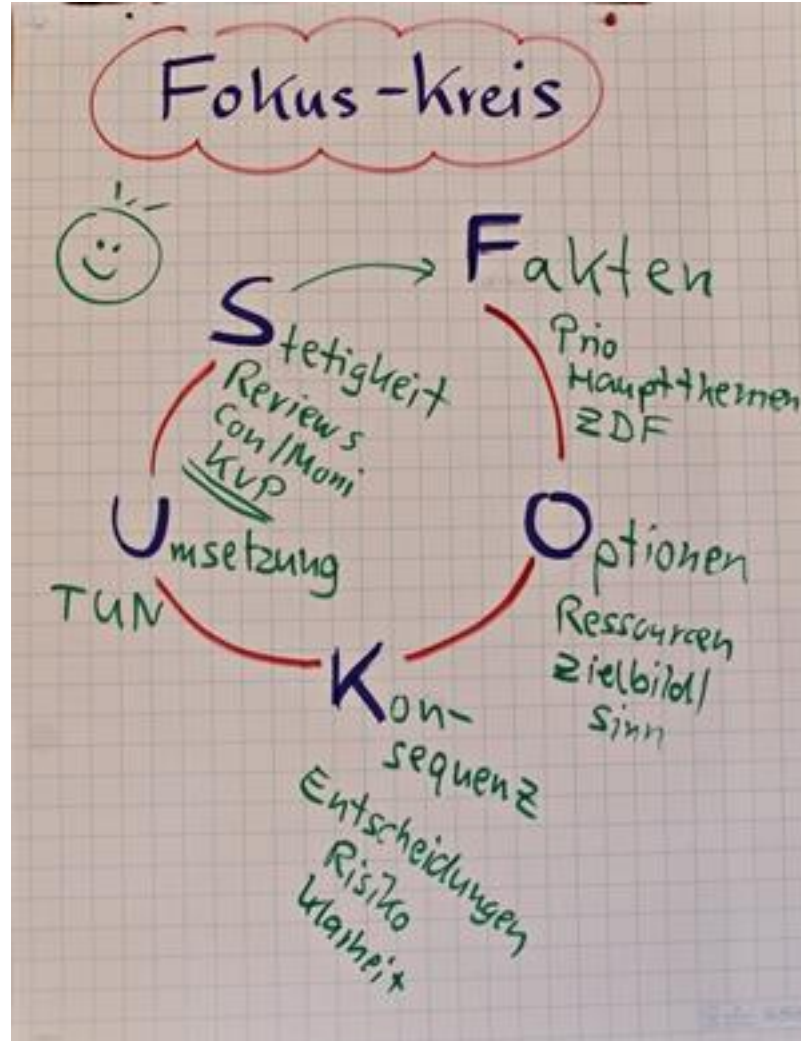 Fokus-Kreis
Fakten
Prio
Hauptthemen
ZDF
Optionen
Ressourcen
Zielbild/
Sinn
Kon-
sequenz
Entscheidungen
Risiko
Klarheit
Umsetzung
TUN
Stetigkeit
Reviews
Con/Moni
KVP